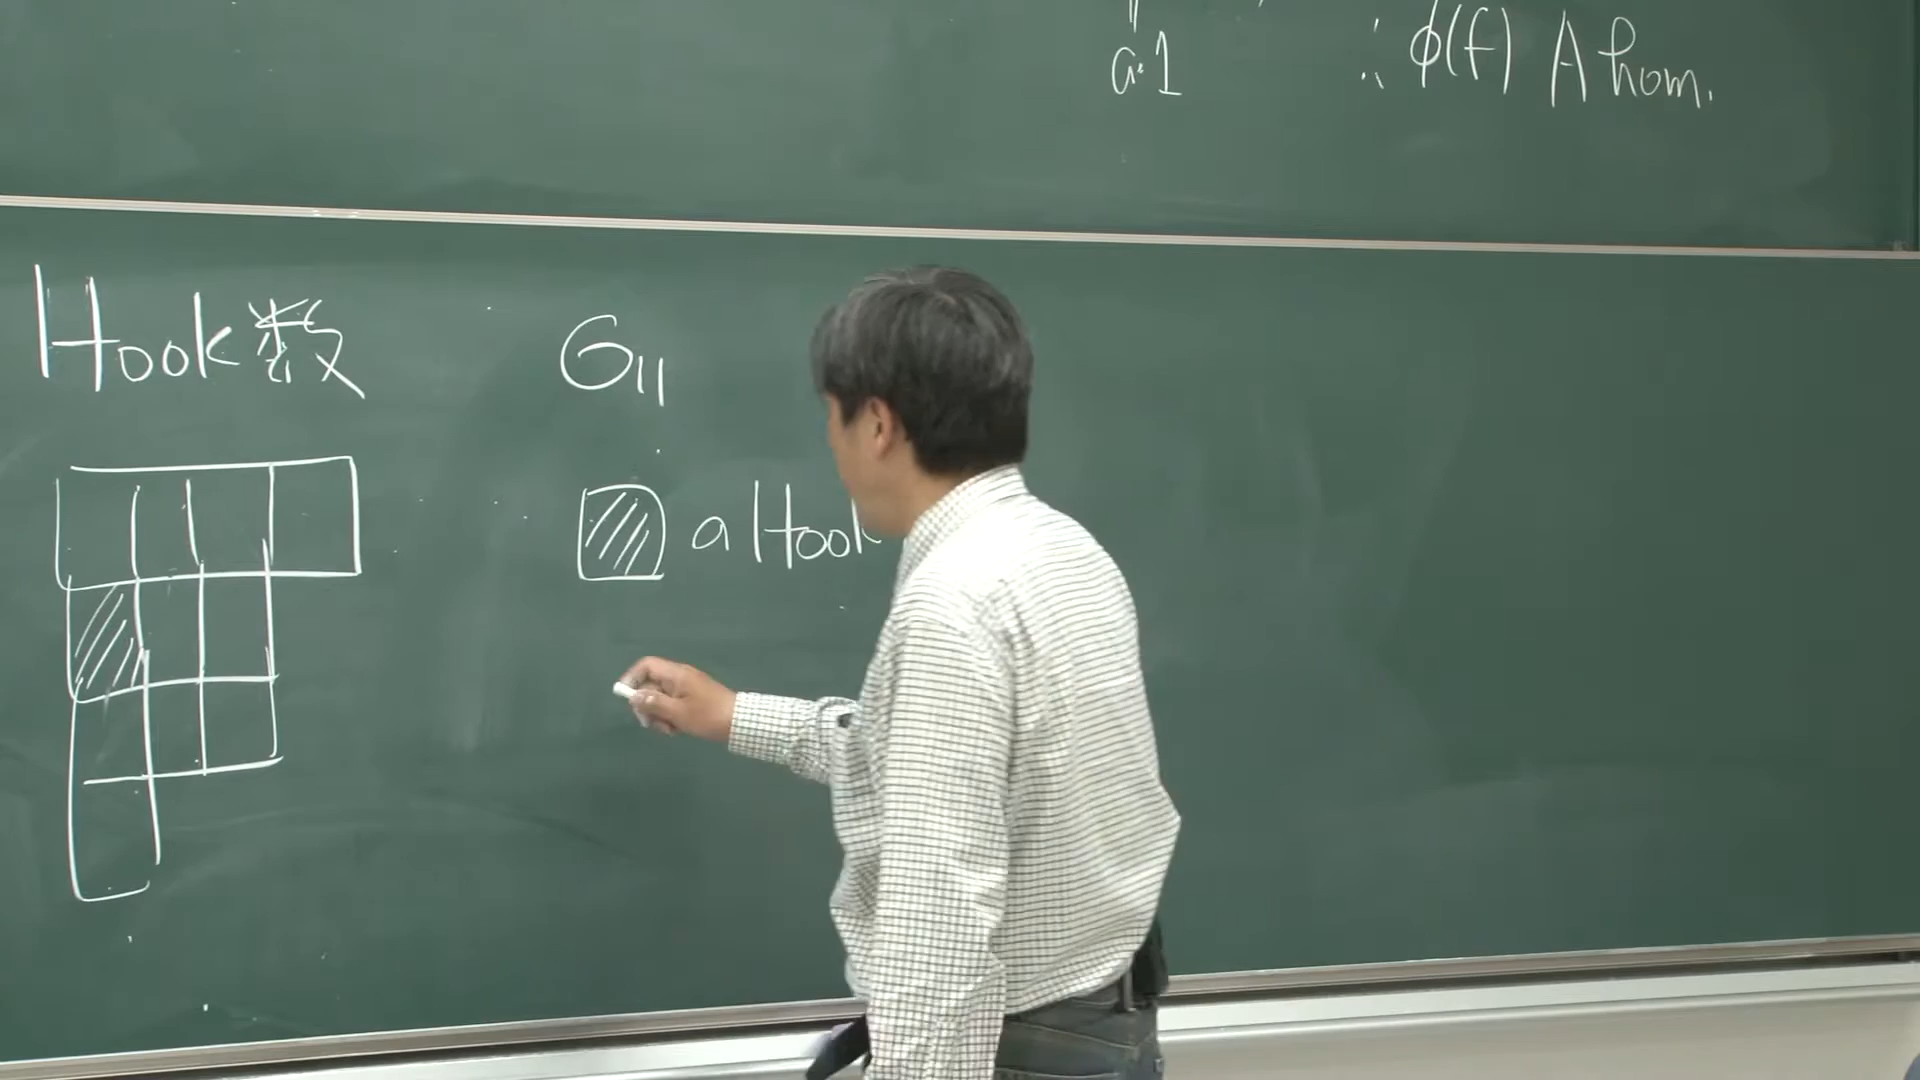 a·1
∴ φ(f) A hom.
Hook数
G11
a Hook